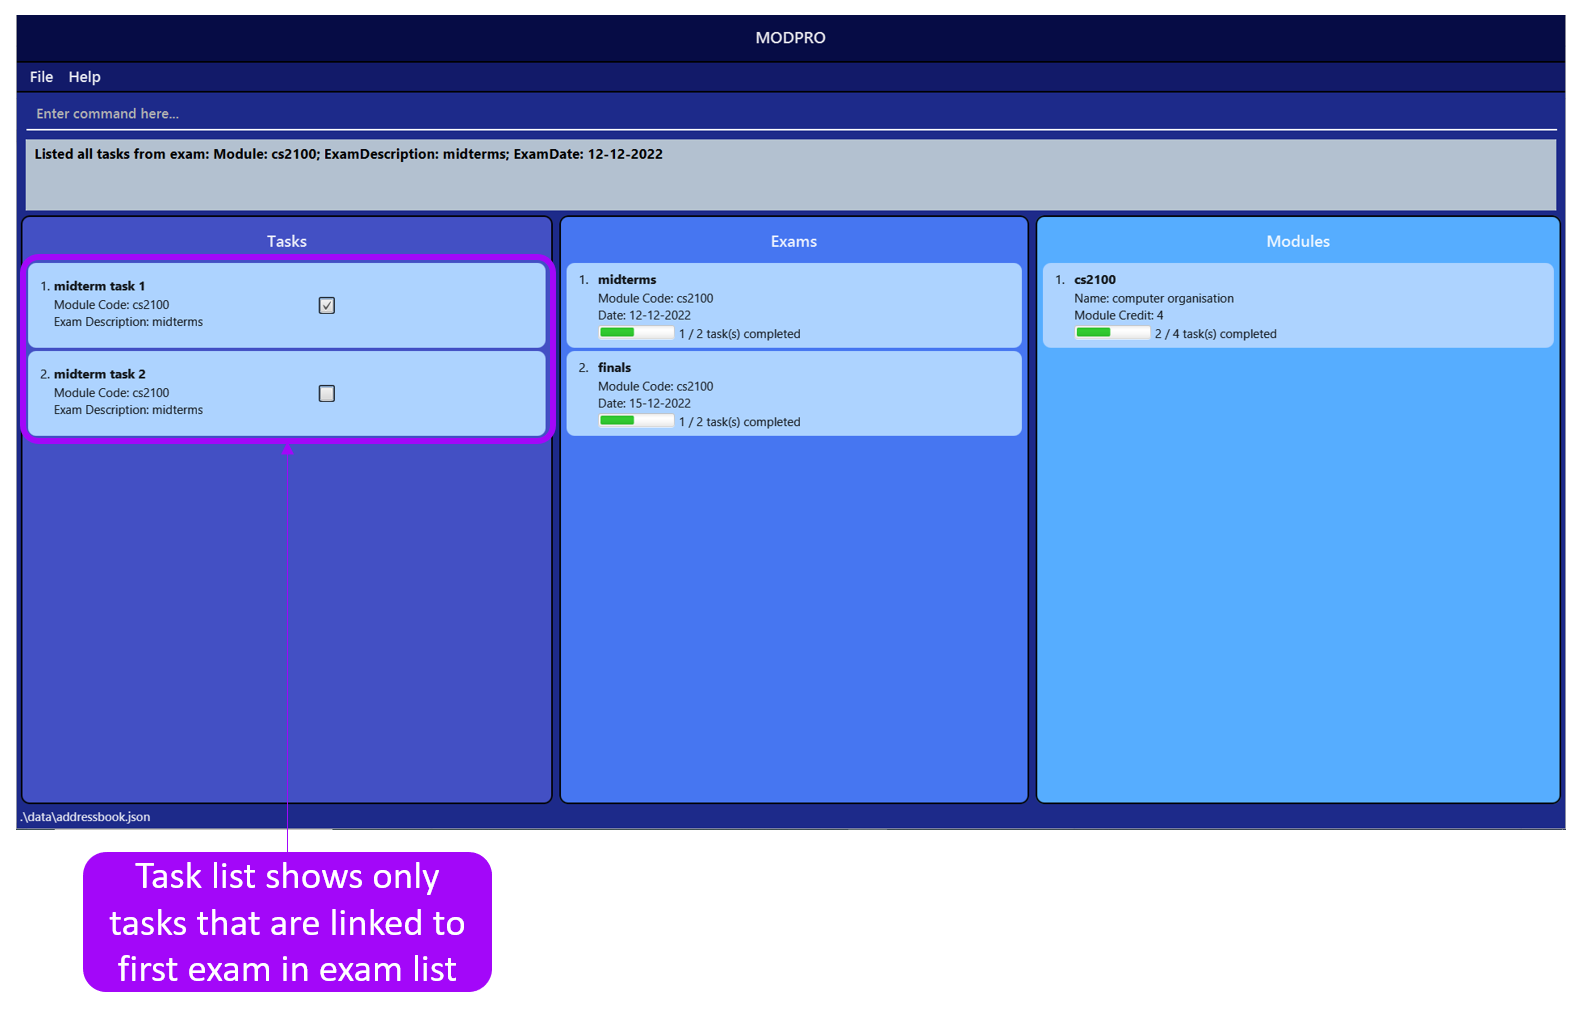 MODPRO
File Help
Enter command here...
Listed all tasks from exam: Module: cs2100; ExamDescription: midterms; ExamDate: 12-12-2022
Tasks
1. midterm task 1
Module Code: cs2100
Exam Description: midterms
2. midterm task 2
Module Code: cs2100
Exam Description: midterms
Exams
1. midterms
Module Code: cs2100
Date: 12-12-2022
1 / 2 task(s) completed
2. finals
Module Code: cs2100
Date: 15-12-2022
1 / 2 task(s) completed
Modules
1. cs2100
Name: computer organisation
Module Credit: 4
2 / 4 task(s) completed
.\data\addressbook.json
Task list shows only
tasks that are linked to
first exam in exam list